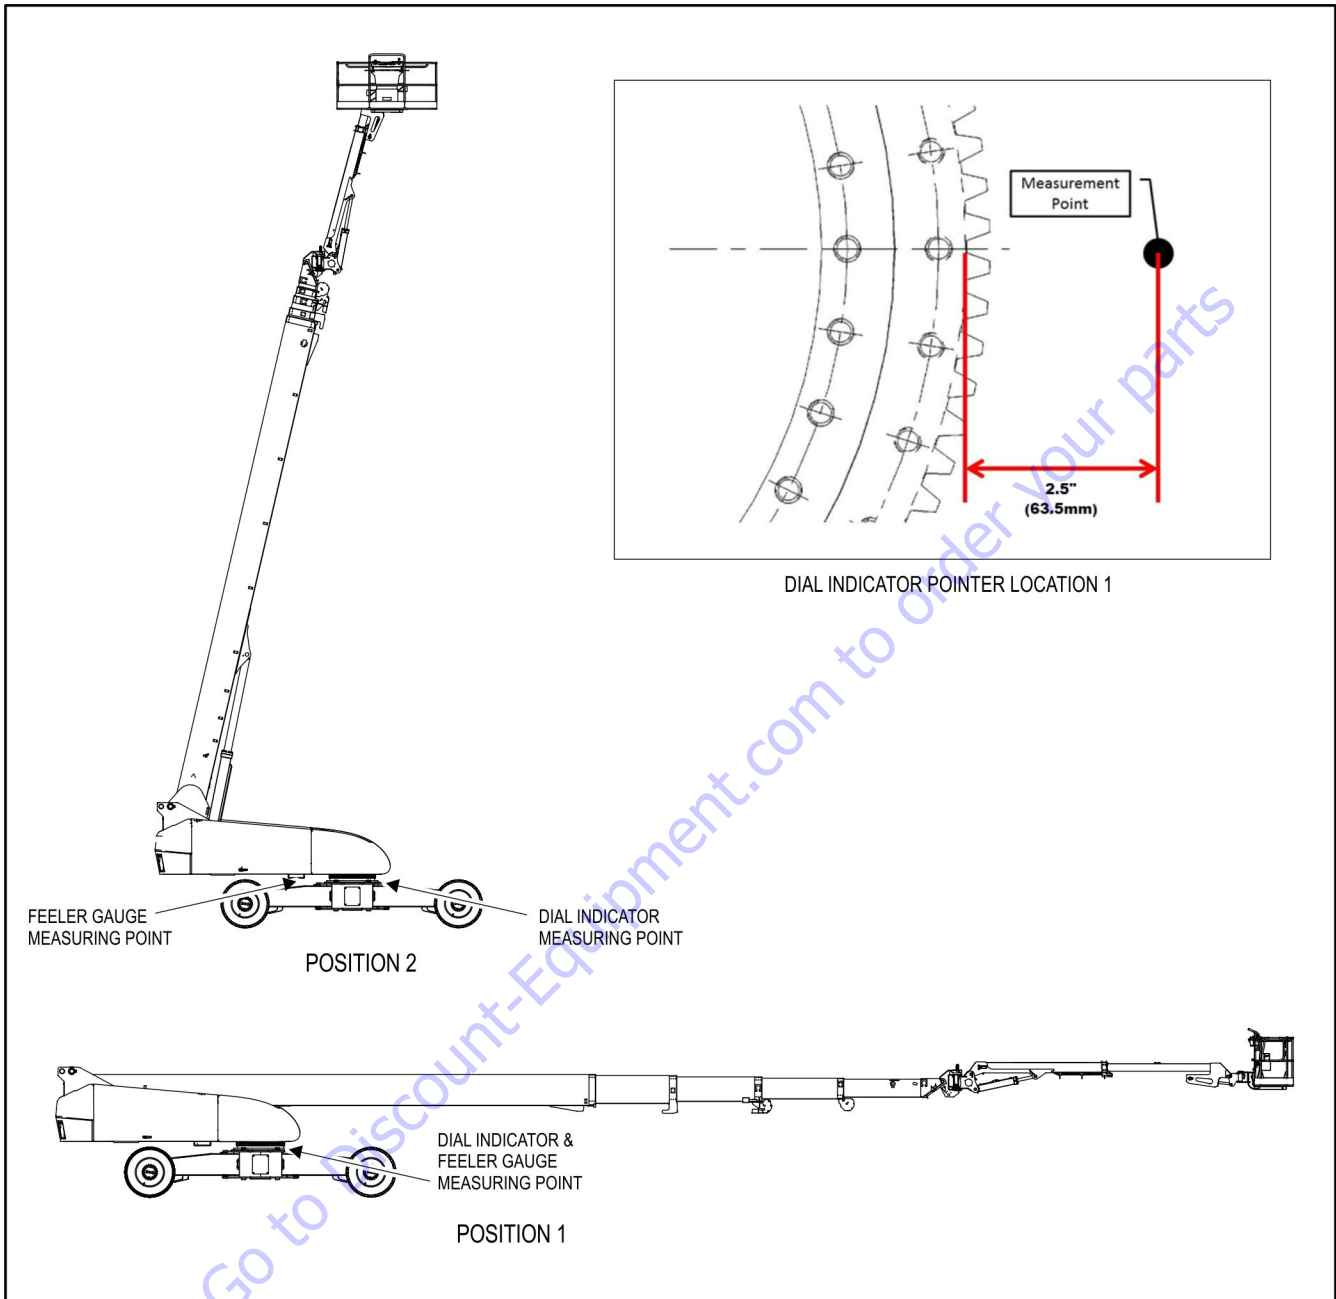 Measurement
Point
2.5"
(63.5mm)
DIAL INDICATOR POINTER LOCATION 1
FEELER GAUGE
MEASURING POINT
DIAL INDICATOR
MEASURING POINT
POSITION 2
DIAL INDICATOR &
FEELER GAUGE
MEASURING POINT
POSITION 1
Go to Discount-Equipment.com to order your parts